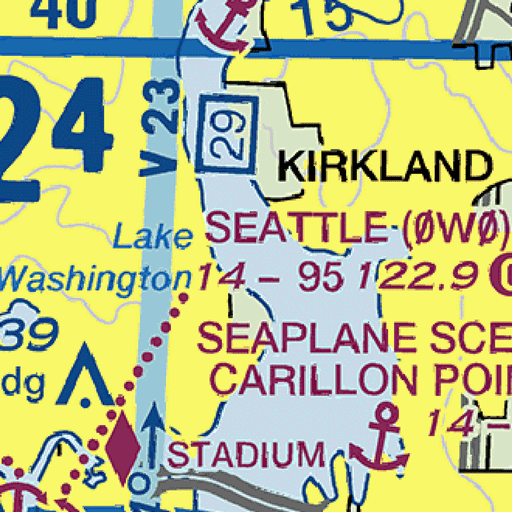 40
15
24
V 23
29
KIRKLAND
Lake
Washington
SEATTLE (ØWØ)
14 - 95 122.9 C
39
SEAPLANE SCE
dg
CARILLON POI
14 -
STADIUM